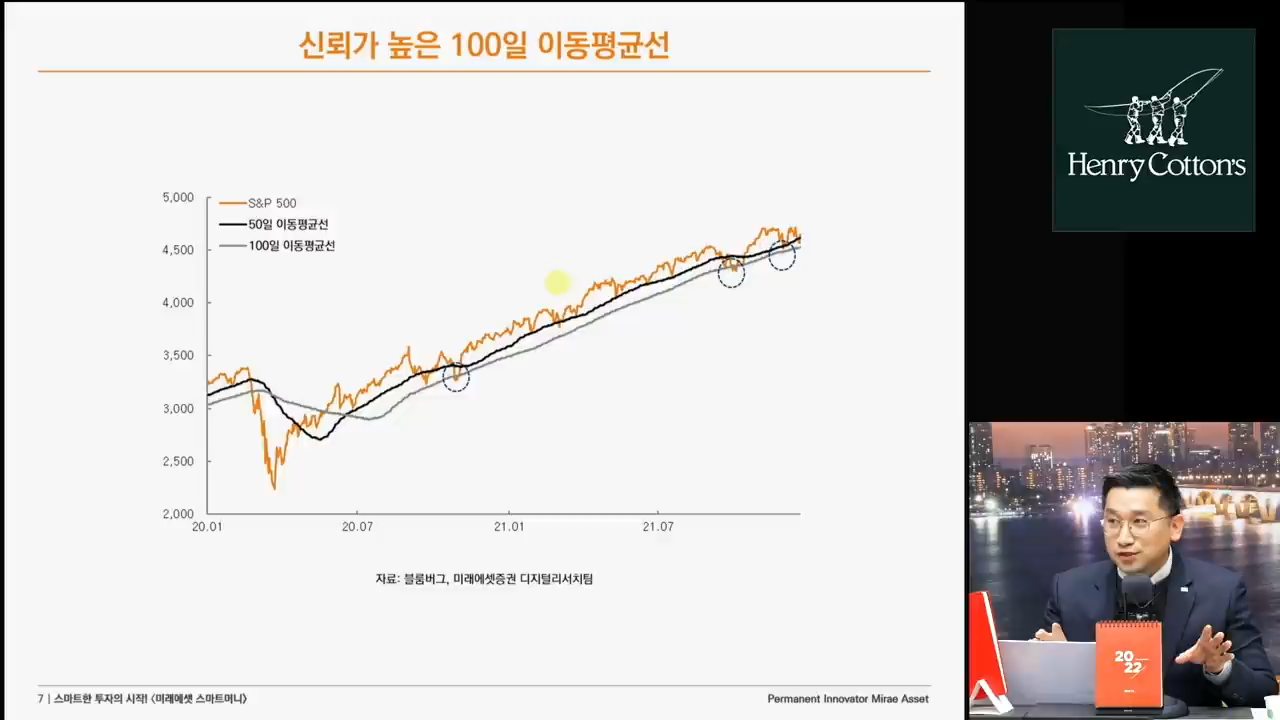 신뢰가 높은 100일 이동평균선
Henry Cotton's
5,000
4,500
4,000
3,500
3,000
2,500
2,000
S&P 500
50일 이동평균선
100일 이동평균선
20.01
20.07
21.01
21.07
자료: 블룸버그, 미래에셋증권 디지털리서치팀
20
22
7 | 스마트한 투자의 시작! <미래에셋 스마트머니>
Permanent Innovator Mirae Asset